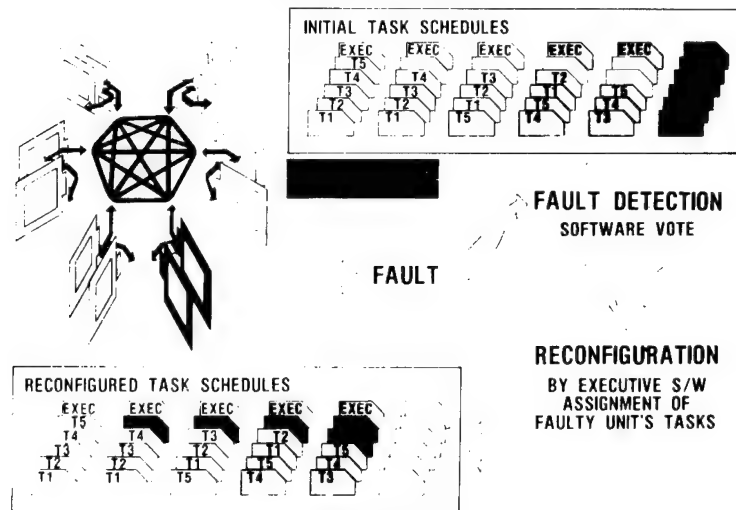 INITIAL TASK SCHEDULES
EXEC EXEC EXEC EXEC EXEC
T5
T4 T4 T3 T2
T3 T3 T2 T1 T5
T2 T2 T1 T5 T4
T1 T1 T5 T4 T3
FAULT DETECTION
SOFTWARE VOTE
FAULT
RECONFIGURATION
BY EXECUTIVE S/W
ASSIGNMENT OF
FAULTY UNIT'S TASKS
RECONFIGURED TASK SCHEDULES
EXEC EXEC EXEC EXEC EXEC
T5
T4 T4 T3 T2
T3 T3 T2 T1 T5
T2 T2 T1 T5 T4
T1 T1 T5 T4 T3